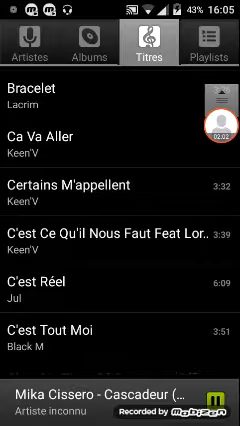 43% 16:05
Artistes Albums Titres Playlists
Bracelet
Lacrim
02:02
Ca Va Aller
Keen'V
Certains M'appellent 3:32
Keen'V
C'est Ce Qu'il Nous Faut Feat Lor.. 3:39
Keen'V
C'est Réel 6:09
Jul
C'est Tout Moi 3:29
Black M
Mika Cissero - Cascadeur (...
Artiste inconnu
Recorded by Mobizen